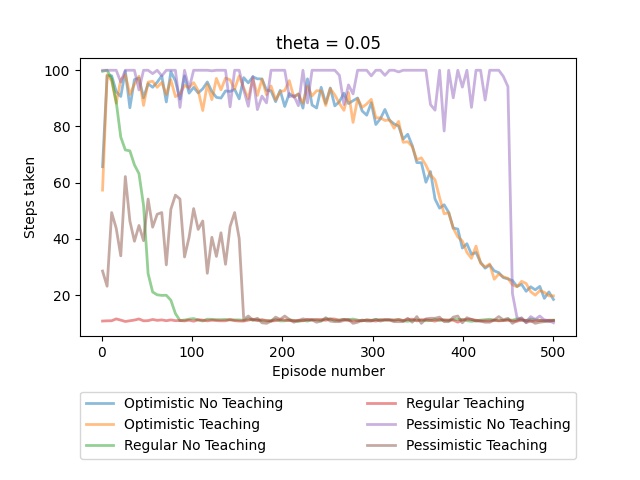 theta = 0.05
100
80
60
40
20
Steps taken
0
100
200
300
400
500
Episode number
Optimistic No Teaching
Optimistic Teaching
Regular No Teaching
Regular Teaching
Pessimistic No Teaching
Pessimistic Teaching